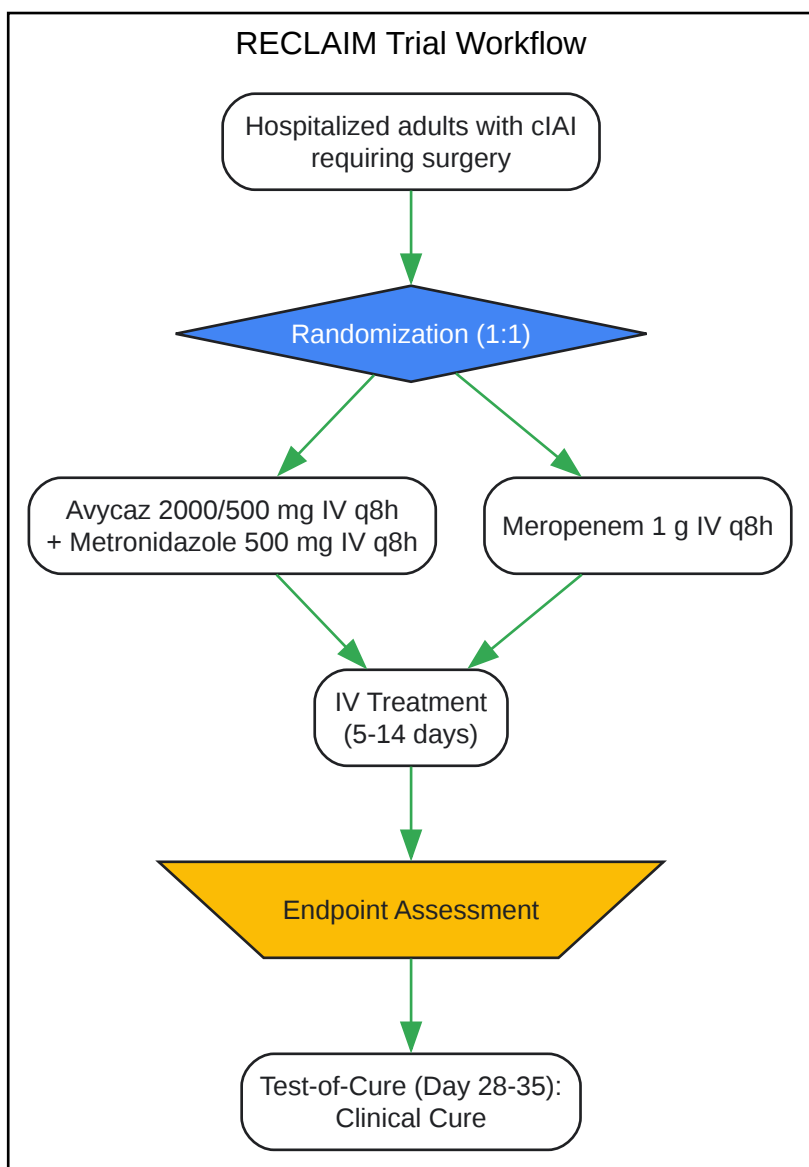 RECLAIM Trial Workflow
Hospitalized adults with cIAI
requiring surgery
Randomization (1:1)
Avycaz 2000/500 mg IV q8h
+ Metronidazole 500 mg IV q8h
Meropenem 1 g IV q8h
IV Treatment
(5-14 days)
Endpoint Assessment
Test-of-Cure (Day 28-35):
Clinical Cure